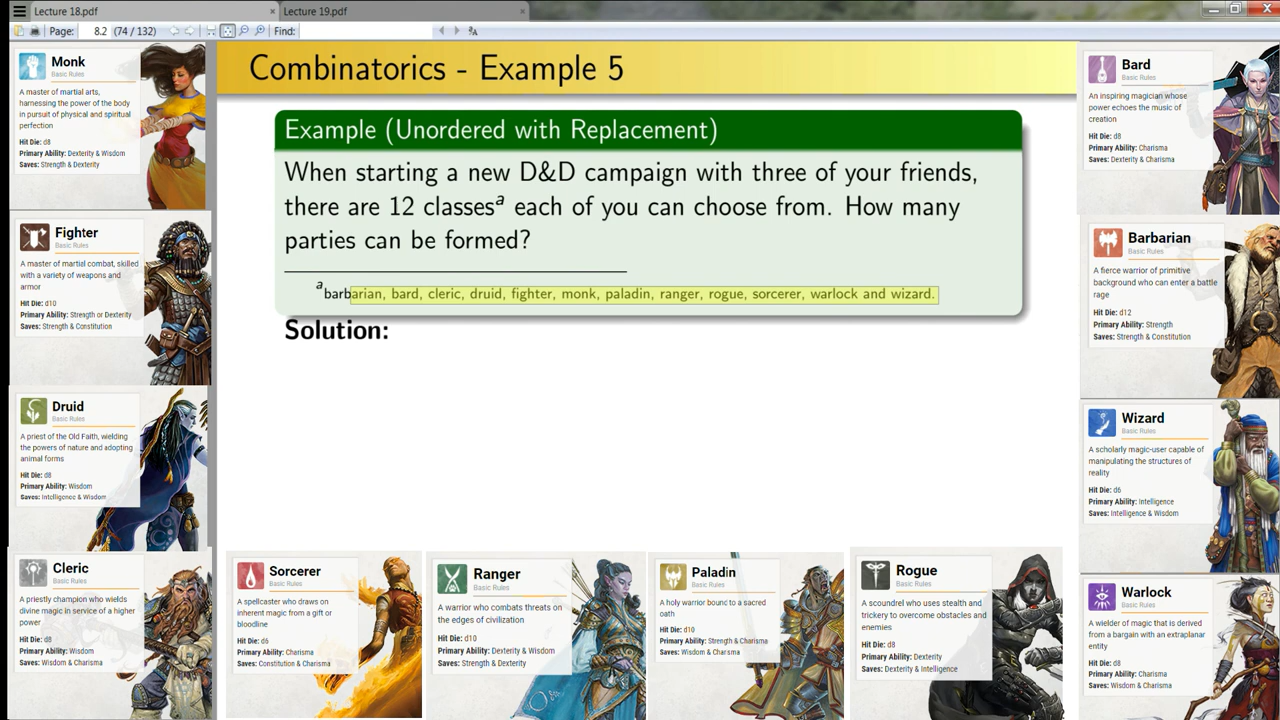 Lecture 18.pdf
Lecture 19.pdf
Page: 8.2 (74 / 132) Find:
Combinatorics - Example 5
Example (Unordered with Replacement)
When starting a new D&D campaign with three of your friends,
there are 12 classesᵃ each of you can choose from. How many
parties can be formed?
ᵃbarbarian, bard, cleric, druid, fighter, monk, paladin, ranger, rogue, sorcerer, warlock and wizard.
Solution:
Monk
Basic Rules
A master of martial arts,
harnessing the power of the body
in pursuit of physical and spiritual
perfection
Hit Die: d8
Primary Ability: Dexterity & Wisdom
Saves: Strength & Dexterity
Fighter
Basic Rules
A master of martial combat, skilled
with a variety of weapons and
armor
Hit Die: d10
Primary Ability: Strength or Dexterity
Saves: Strength & Constitution
Druid
Basic Rules
A priest of the Old Faith, wielding
the powers of nature and adopting
animal forms
Hit Die: d8
Primary Ability: Wisdom
Saves: Intelligence & Wisdom
Cleric
Basic Rules
A priestly champion who wields
divine magic in service of a higher
power
Hit Die: d8
Primary Ability: Wisdom
Saves: Wisdom & Charisma
Sorcerer
Basic Rules
A spellcaster who draws on
inherent magic from a gift or
bloodline
Hit Die: d6
Primary Ability: Charisma
Saves: Constitution & Charisma
Ranger
Basic Rules
A warrior who combats threats on
the edges of civilization
Hit Die: d10
Primary Ability: Dexterity & Wisdom
Saves: Strength & Dexterity
Paladin
Basic Rules
A holy warrior bound to a sacred
oath
Hit Die: d10
Primary Ability: Strength & Charisma
Saves: Wisdom & Charisma
Rogue
Basic Rules
A scoundrel who uses stealth and
trickery to overcome obstacles and
enemies
Hit Die: d8
Primary Ability: Dexterity
Saves: Dexterity & Intelligence
Bard
Basic Rules
An inspiring magician whose
power echoes the music of
creation
Hit Die: d8
Primary Ability: Charisma
Saves: Dexterity & Charisma
Barbarian
Basic Rules
A fierce warrior of primitive
background who can enter a battle
rage
Hit Die: d12
Primary Ability: Strength
Saves: Strength & Constitution
Wizard
Basic Rules
A scholarly magic-user capable of
manipulating the structures of
reality
Hit Die: d6
Primary Ability: Intelligence
Saves: Intelligence & Wisdom
Warlock
Basic Rules
A wielder of magic that is derived
from a bargain with an extraplanar
entity
Hit Die: d8
Primary Ability: Charisma
Saves: Wisdom & Charisma